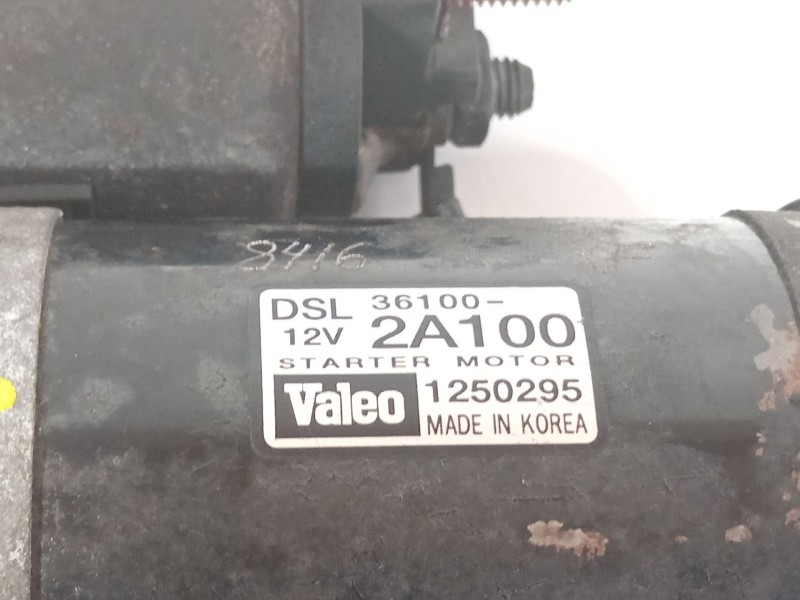 8416
DSL 36100-
12V 2A100
STARTER MOTOR
Valeo 1250295
MADE IN KOREA